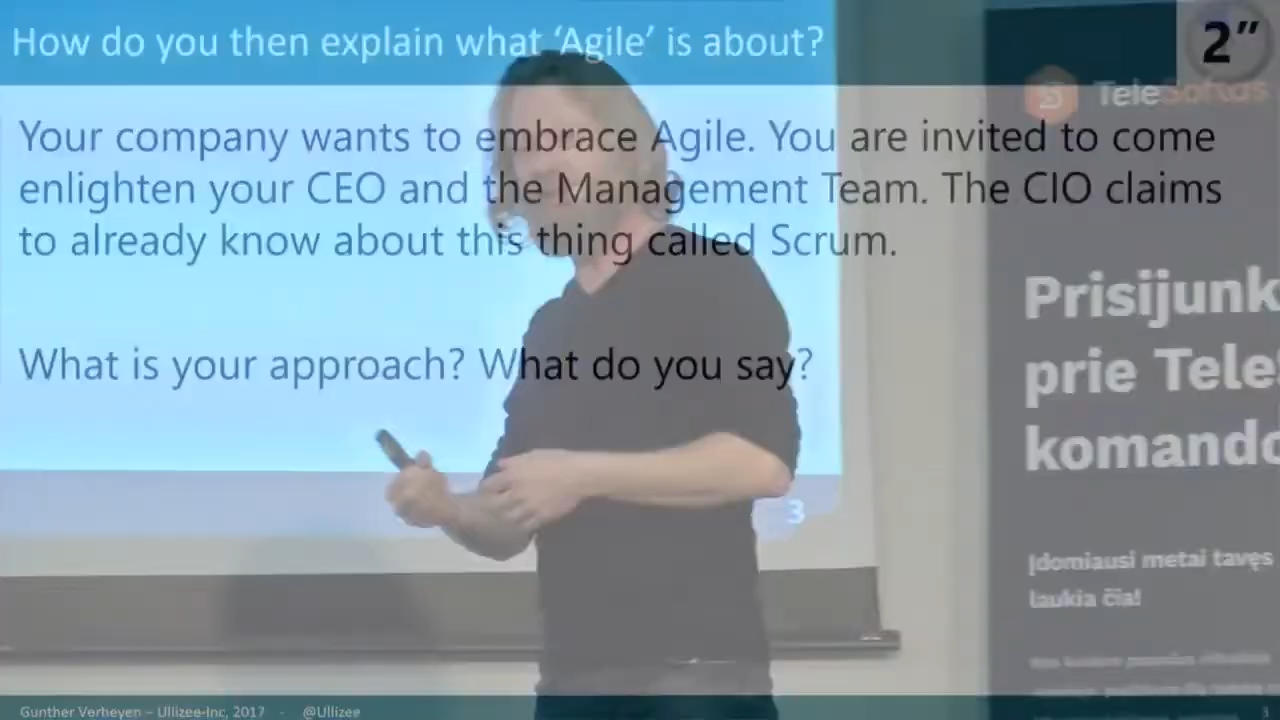 How do you then explain what ‘Agile’ is about?
2”
TeleSoftas
Your company wants to embrace Agile. You are invited to come
enlighten your CEO and the Management Team. The CIO claims
to already know about this thing called Scrum.
Prisijunk
prie Tele
komando
What is your approach? What do you say?
3
Įdomiausi metai tavęs
laukia čia!
Gunther Verheyen – Ullizee-Inc, 2017 - @Ullizee
3